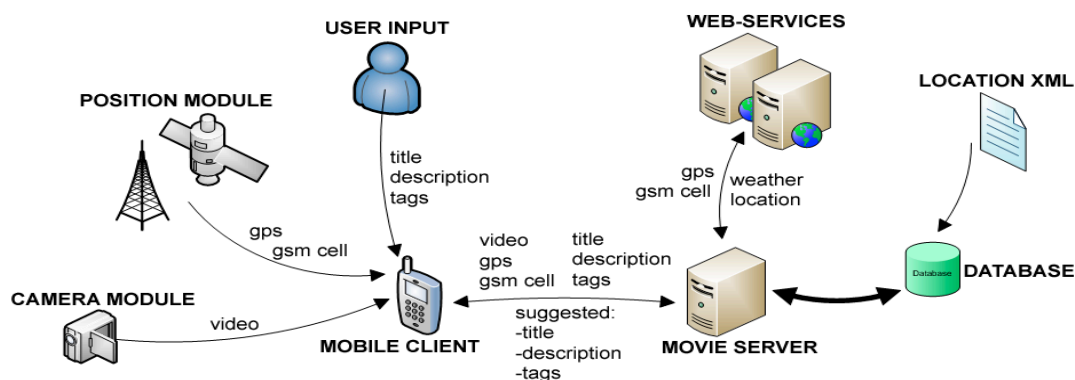 USER INPUT
WEB-SERVICES
LOCATION XML
POSITION MODULE
title
description
tags
gps
gsm cell
weather
location
gps
gsm cell
video
gps
gsm cell
title
description
tags
Database
DATABASE
CAMERA MODULE
video
suggested:
-title
-description
-tags
MOBILE CLIENT
MOVIE SERVER